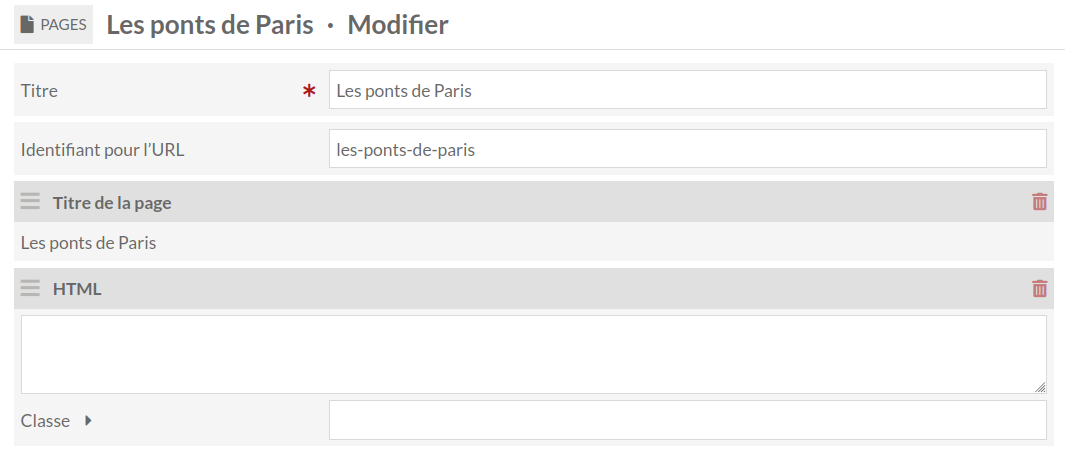 PAGES Les ponts de Paris · Modifier
Titre * Les ponts de Paris
Identifiant pour l’URL les-ponts-de-paris
Titre de la page
Les ponts de Paris
HTML
Classe